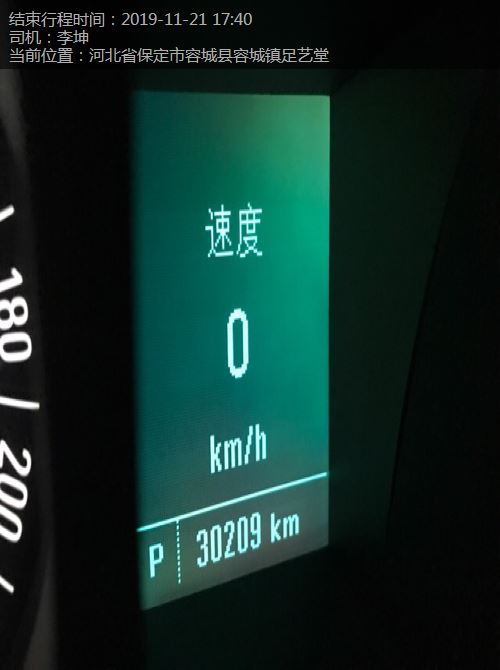 结束行程时间：2019-11-21 17:40
司机：李坤
当前位置：河北省保定市容城县容城镇足艺堂
速度
0
km/h
P 30209 km
180
200